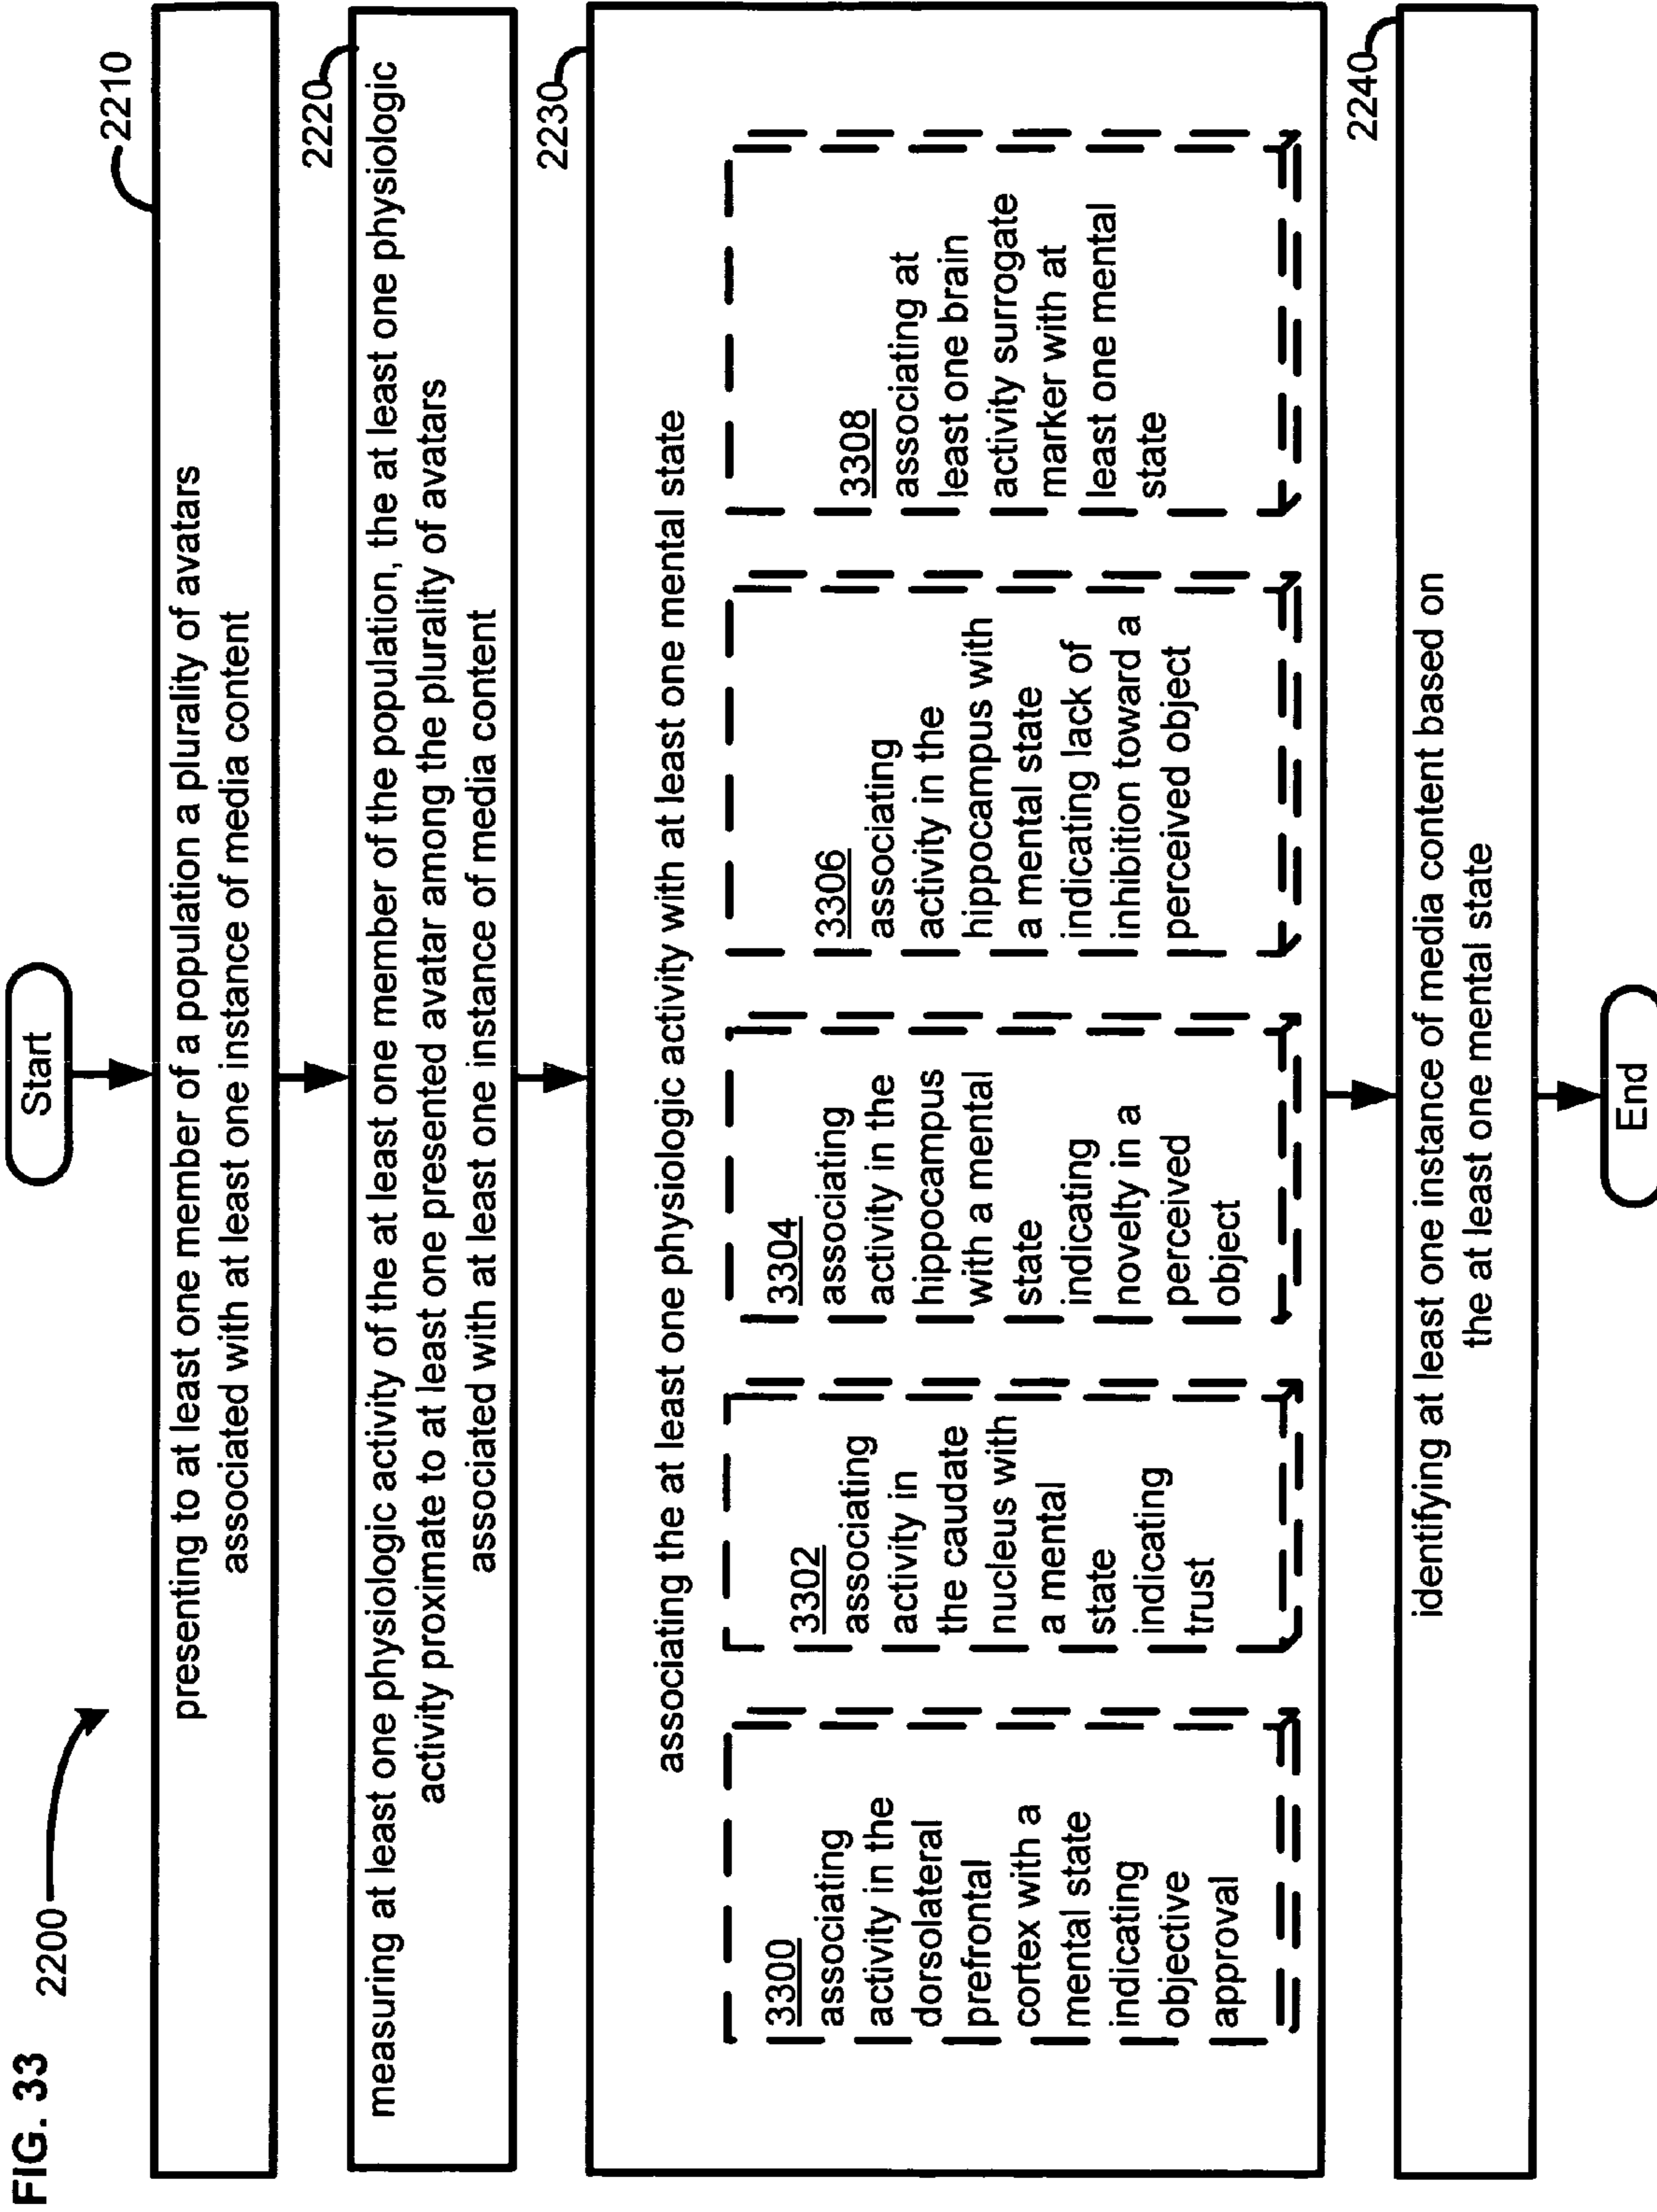 FIG. 33
2200
Start
2210
presenting to at least one member of a population a plurality of avatars
associated with at least one instance of media content
2220
measuring at least one physiologic activity of the at least one member of the population, the at least one physiologic
activity proximate to at least one presented avatar among the plurality of avatars
associated with at least one instance of media content
2230
associating the at least one physiologic activity with at least one mental state
3300
associating
activity in the
dorsolateral
prefrontal
cortex with a
mental state
indicating
objective
approval
3302
associating
activity in
the caudate
nucleus with
a mental
state
indicating
trust
3304
associating
activity in the
hippocampus
with a mental
state
indicating
novelty in a
perceived
object
3306
associating
activity in the
hippocampus with
a mental state
indicating lack of
inhibition toward a
perceived object
3308
associating at
least one brain
activity surrogate
marker with at
least one mental
state
2240
identifying at least one instance of media content based on
the at least one mental state
End